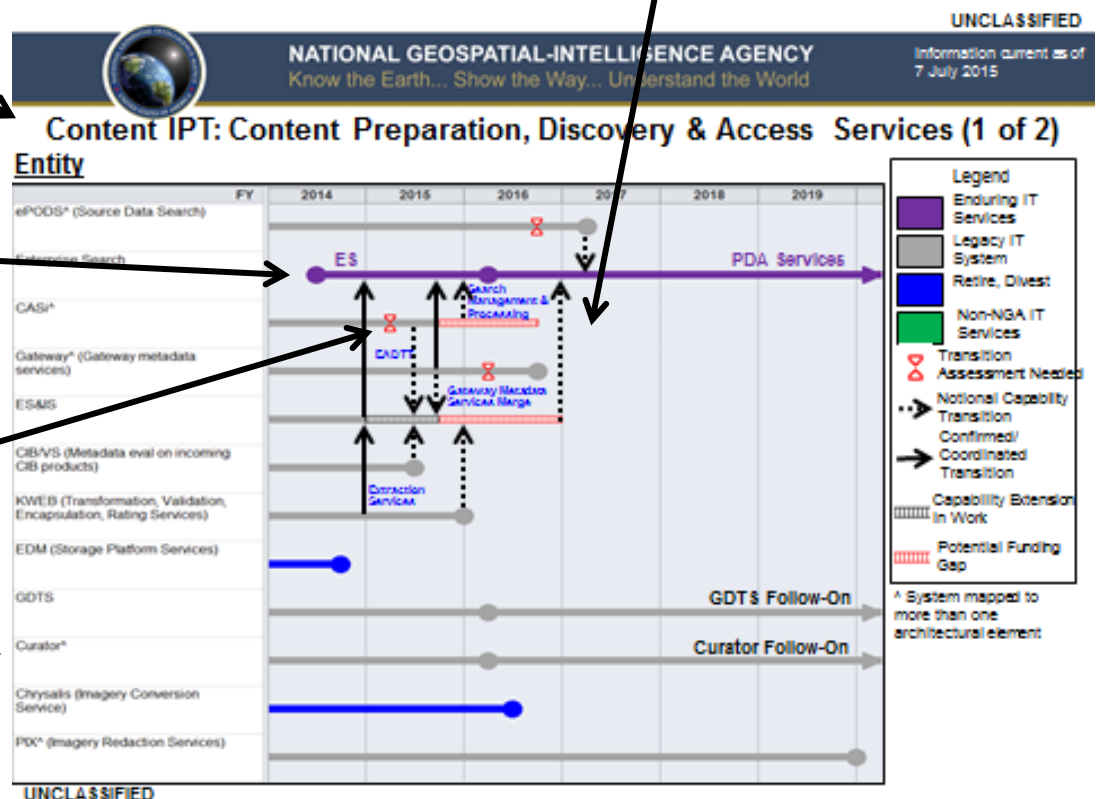 UNCLASSIFIED
NATIONAL GEOSPATIAL-INTELLIGENCE AGENCY
Know the Earth... Show the Way... Understand the World
Information current as of
7 July 2015
Content IPT: Content Preparation, Discovery & Access Services (1 of 2)
Entity
FY 2014 2015 2016 2017 2018 2019
ePODS^ (Source Data Search)
Enterprise Search
ES
PDA Services
CASi^
Search
Management &
Processing
EADTT
Gateway^ (Gateway metadata
services)
Gateway Metadata
Services Merge
ES&IS
CIB/VS (Metadata eval on incoming
CIB products)
Extraction
Services
KWEB (Transformation, Validation,
Encapsulation, Rating Services)
EDM (Storage Platform Services)
GDTS
GDTS Follow-On
Curator^
Curator Follow-On
Chrysalis (Imagery Conversion
Service)
PIX^ (Imagery Redaction Services)
Legend
Enduring IT
Services
Legacy IT
System
Retire, Divest
Non-NGA IT
Services
Transition
Assessment Needed
Notional Capability
Transition
Confirmed/
Coordinated
Transition
Capability Extension
In Work
Potential Funding
Gap
^ System mapped to
more than one
architectural element
UNCLASSIFIED